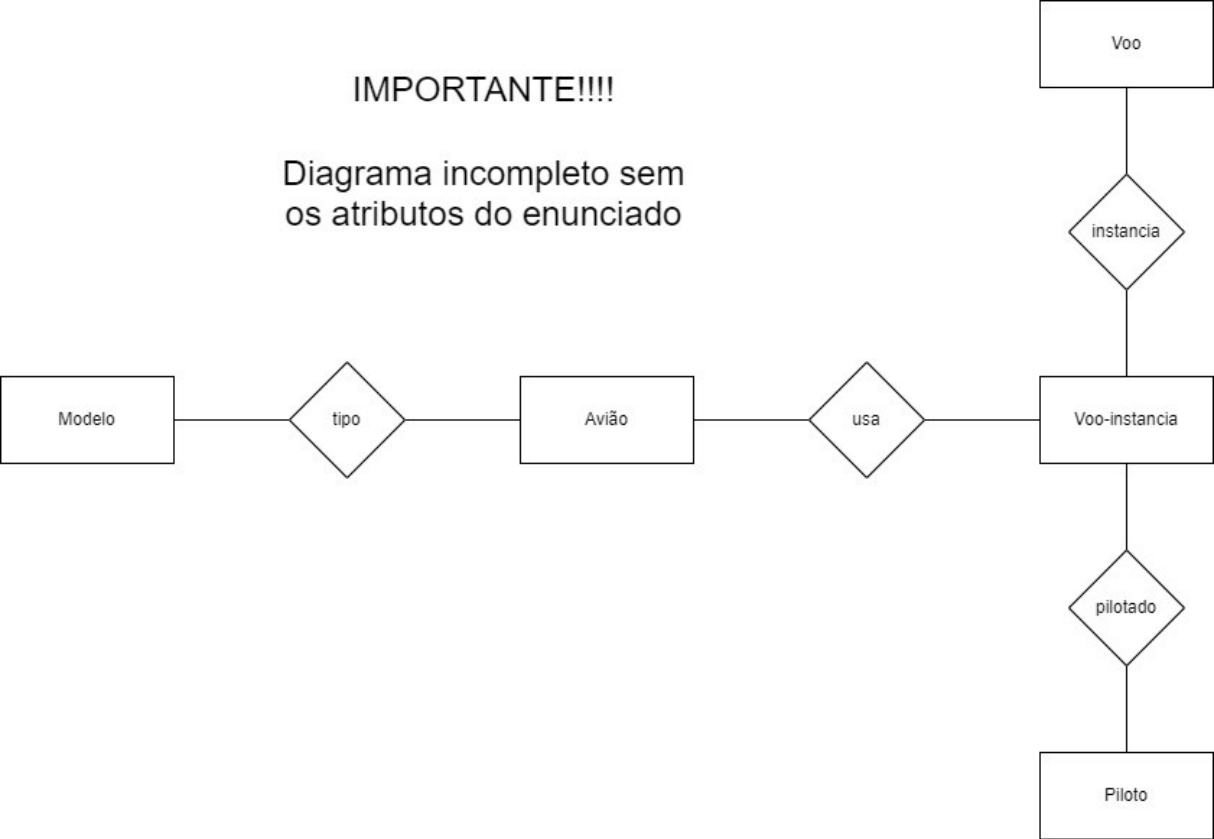 Voo
IMPORTANTE!!!!
Diagrama incompleto sem
os atributos do enunciado
instancia
Modelo
tipo
Avião
usa
Voo-instancia
pilotado
Piloto